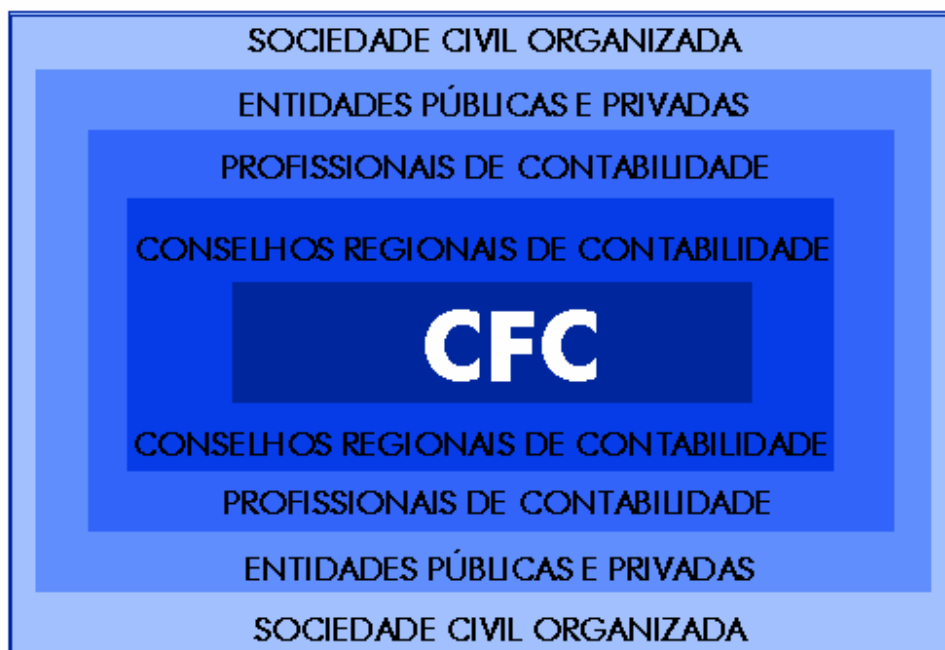 SOCIEDADE CIVIL ORGANIZADA
ENTIDADES PÚBLICAS E PRIVADAS
PROFISSIONAIS DE CONTABILIDADE
CONSELHOS REGIONAIS DE CONTABILIDADE
CFC
CONSELHOS REGIONAIS DE CONTABILIDADE
PROFISSIONAIS DE CONTABILIDADE
ENTIDADES PÚBLICAS E PRIVADAS
SOCIEDADE CIVIL ORGANIZADA